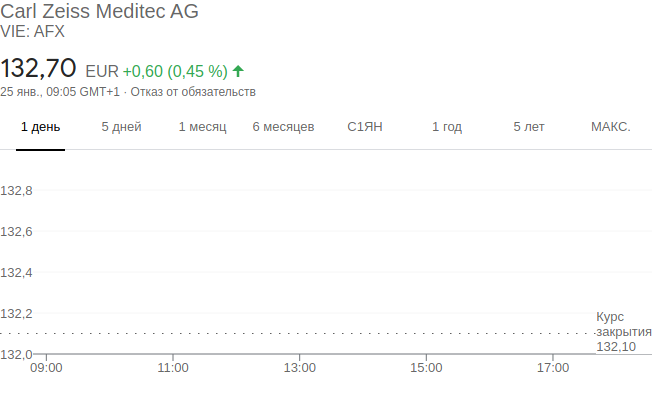 Carl Zeiss Meditec AG
VIE: AFX
132,70 EUR +0,60 (0,45 %)
25 янв., 09:05 GMT+1 · Отказ от обязательств
1 день 5 дней 1 месяц 6 месяцев С1ЯН 1 год 5 лет МАКС.
132,8
132,6
132,4
132,2
Курс
закрытия
132,10
132,0
09:00 11:00 13:00 15:00 17:00